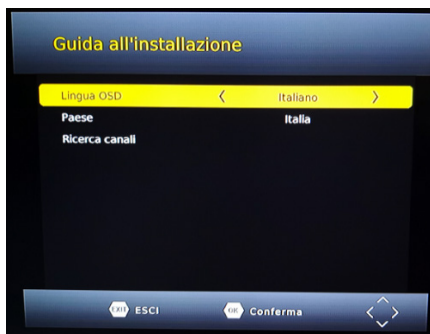 Guida all'installazione
Lingua OSD < Italiano >
Paese Italia
Ricerca canali
EXIT ESCI OK Conferma